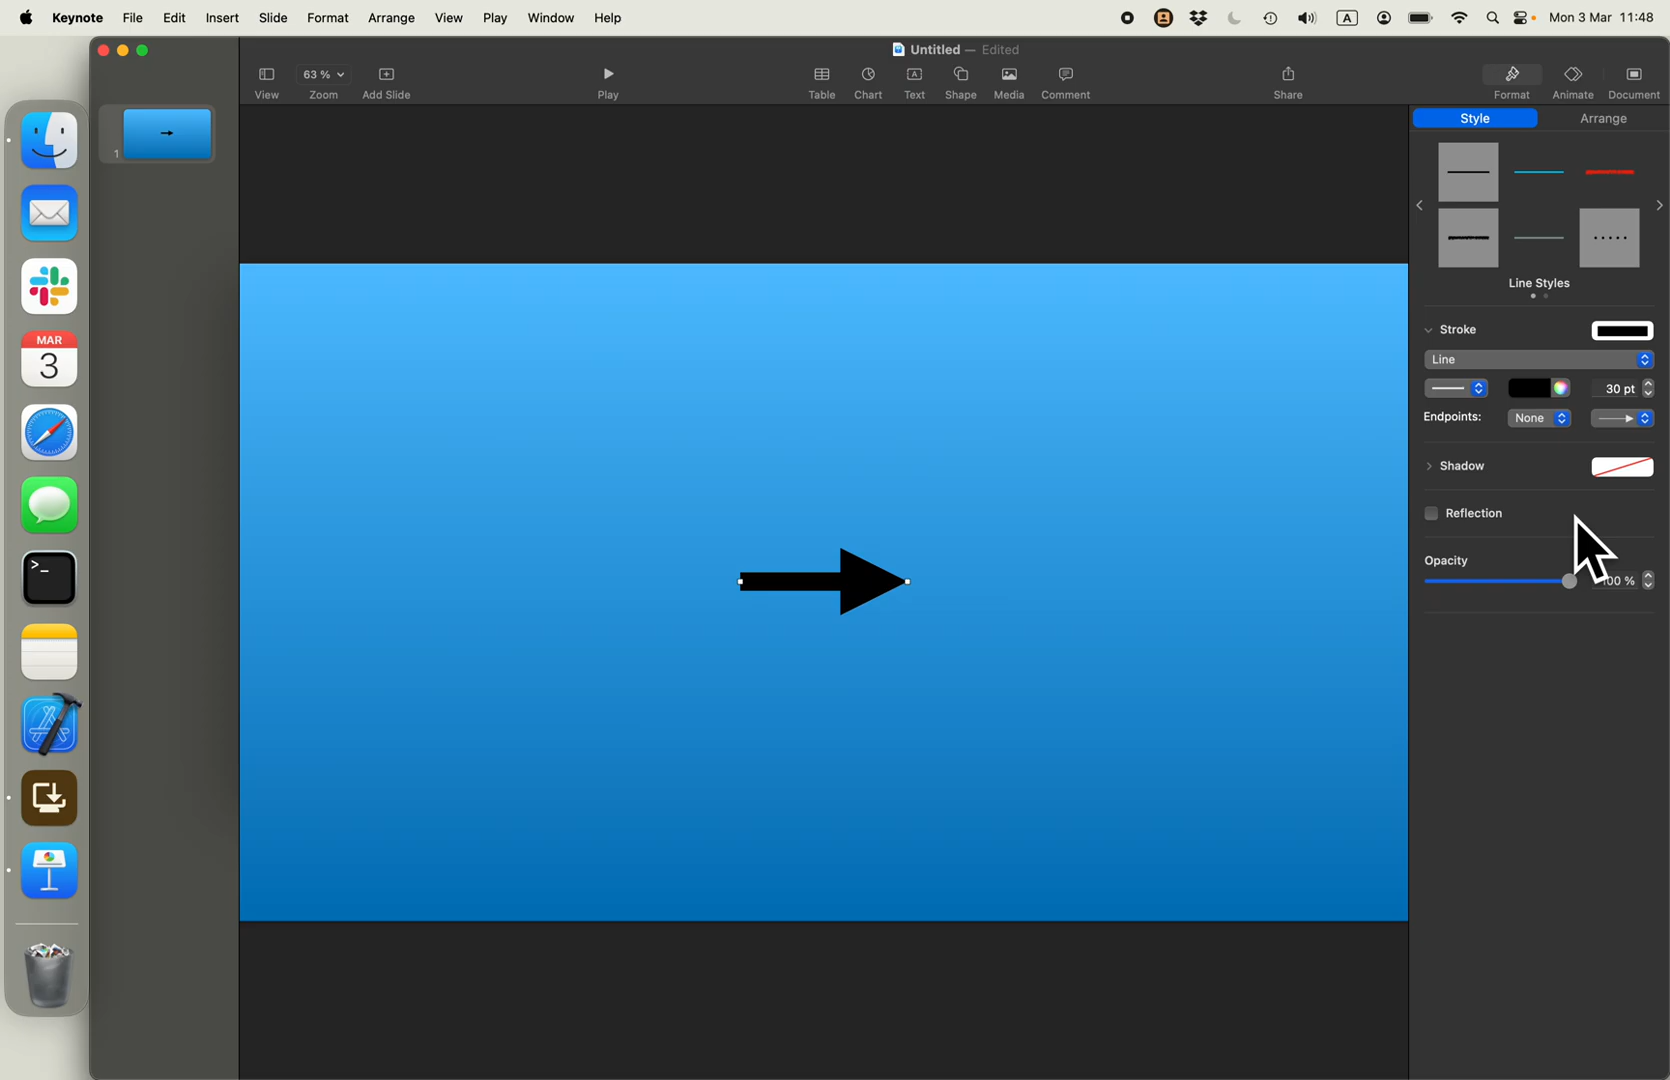 Keynote File Edit Insert Slide Format Arrange View Play Window Help A Mon 3 Mar 11:48
Untitled — Edited
63 %
View Zoom Add Slide Play Table Chart Text Shape Media Comment Share Format Animate Document
Style Arrange
1
Line Styles
Stroke
Line
30 pt
Endpoints: None
Shadow
Reflection
Opacity
100 %
MAR
3
>_